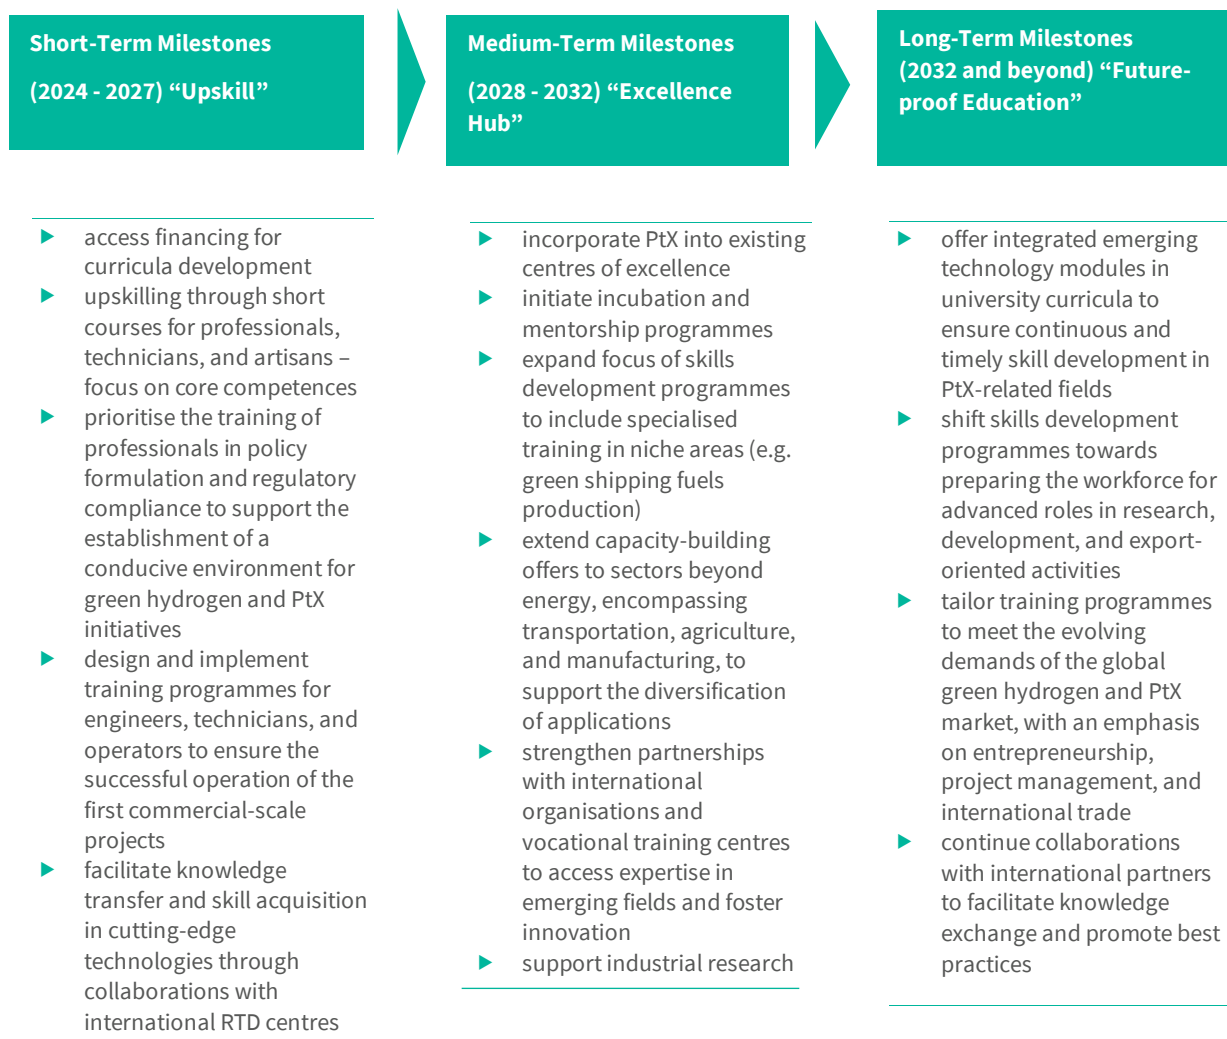 Short-Term Milestones
(2024 - 2027) “Upskill”
access financing for
curricula development
upskilling through short
courses for professionals,
technicians, and artisans –
focus on core competences
prioritise the training of
professionals in policy
formulation and regulatory
compliance to support the
establishment of a
conducive environment for
green hydrogen and PtX
initiatives
design and implement
training programmes for
engineers, technicians, and
operators to ensure the
successful operation of the
first commercial-scale
projects
facilitate knowledge
transfer and skill acquisition
in cutting-edge
technologies through
collaborations with
international RTD centres
Medium-Term Milestones
(2028 - 2032) “Excellence
Hub”
incorporate PtX into existing
centres of excellence
initiate incubation and
mentorship programmes
expand focus of skills
development programmes
to include specialised
training in niche areas (e.g.
green shipping fuels
production)
extend capacity-building
offers to sectors beyond
energy, encompassing
transportation, agriculture,
and manufacturing, to
support the diversification
of applications
strengthen partnerships
with international
organisations and
vocational training centres
to access expertise in
emerging fields and foster
innovation
support industrial research
Long-Term Milestones
(2032 and beyond) “Future-
proof Education”
offer integrated emerging
technology modules in
university curricula to
ensure continuous and
timely skill development in
PtX-related fields
shift skills development
programmes towards
preparing the workforce for
advanced roles in research,
development, and export-
oriented activities
tailor training programmes
to meet the evolving
demands of the global
green hydrogen and PtX
market, with an emphasis
on entrepreneurship,
project management, and
international trade
continue collaborations
with international partners
to facilitate knowledge
exchange and promote best
practices